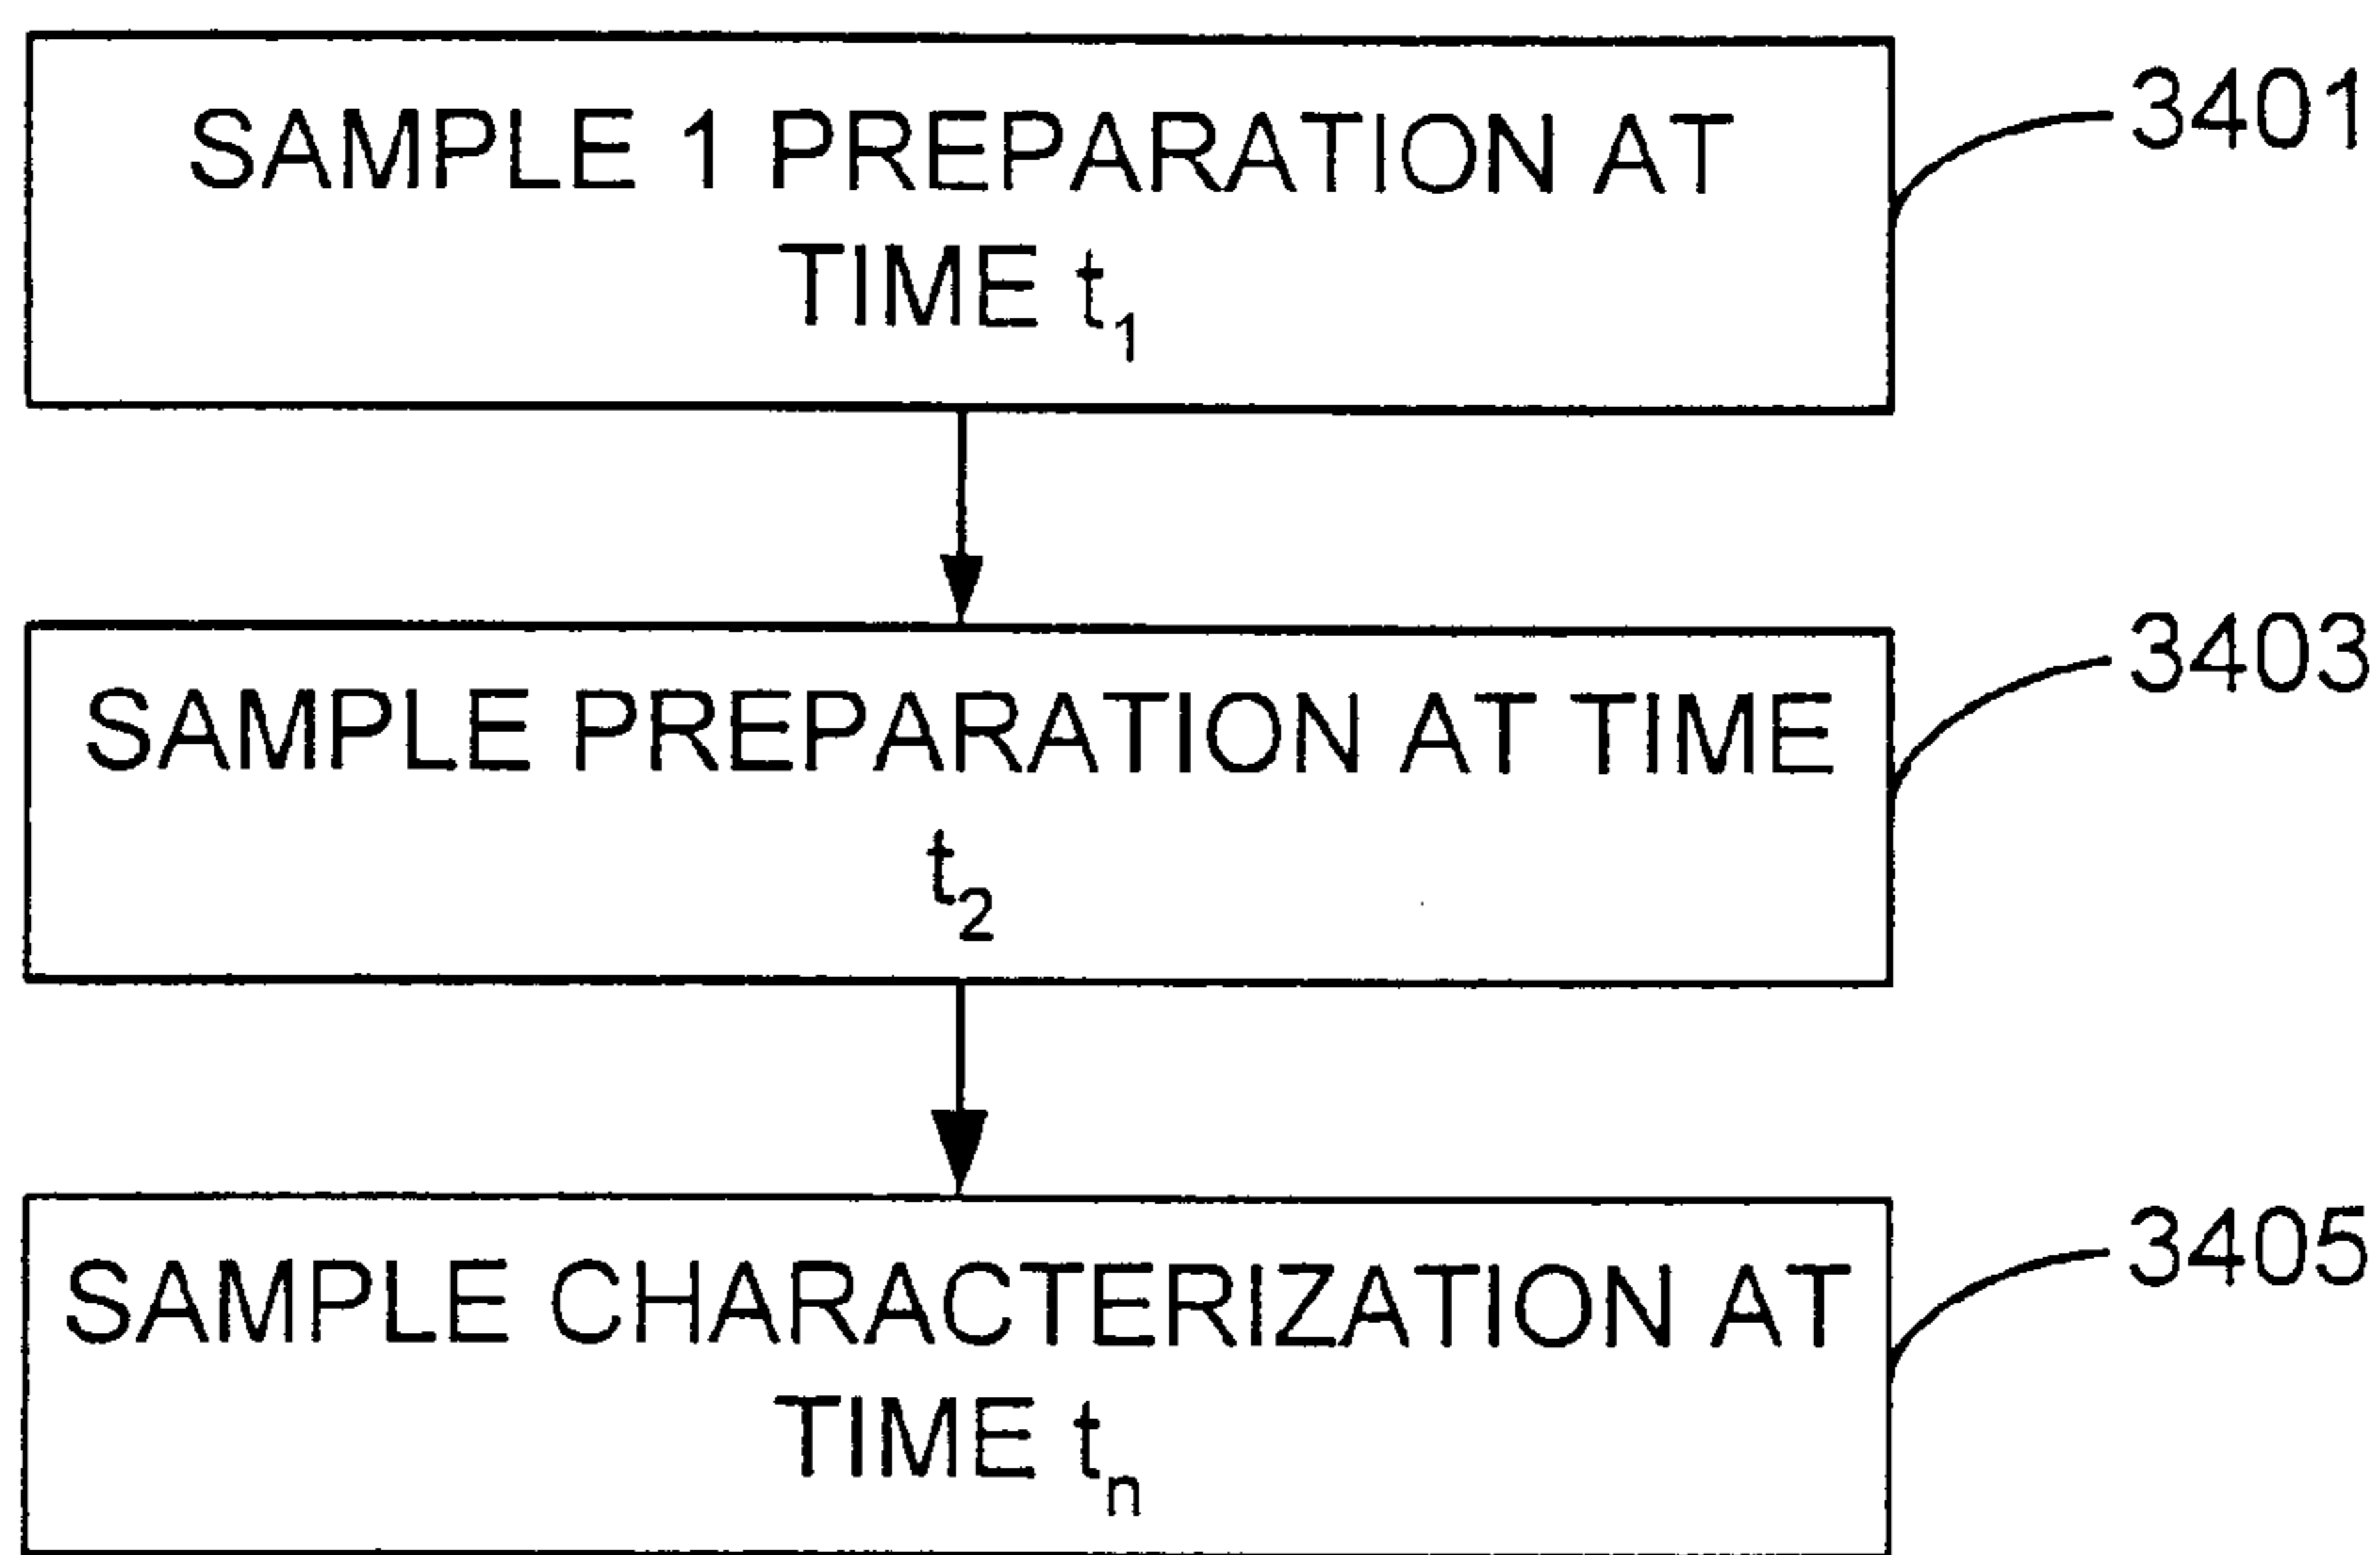 SAMPLE 1 PREPARATION AT
TIME t₁
3401
SAMPLE PREPARATION AT TIME
t₂
3403
SAMPLE CHARACTERIZATION AT
TIME tₙ
3405